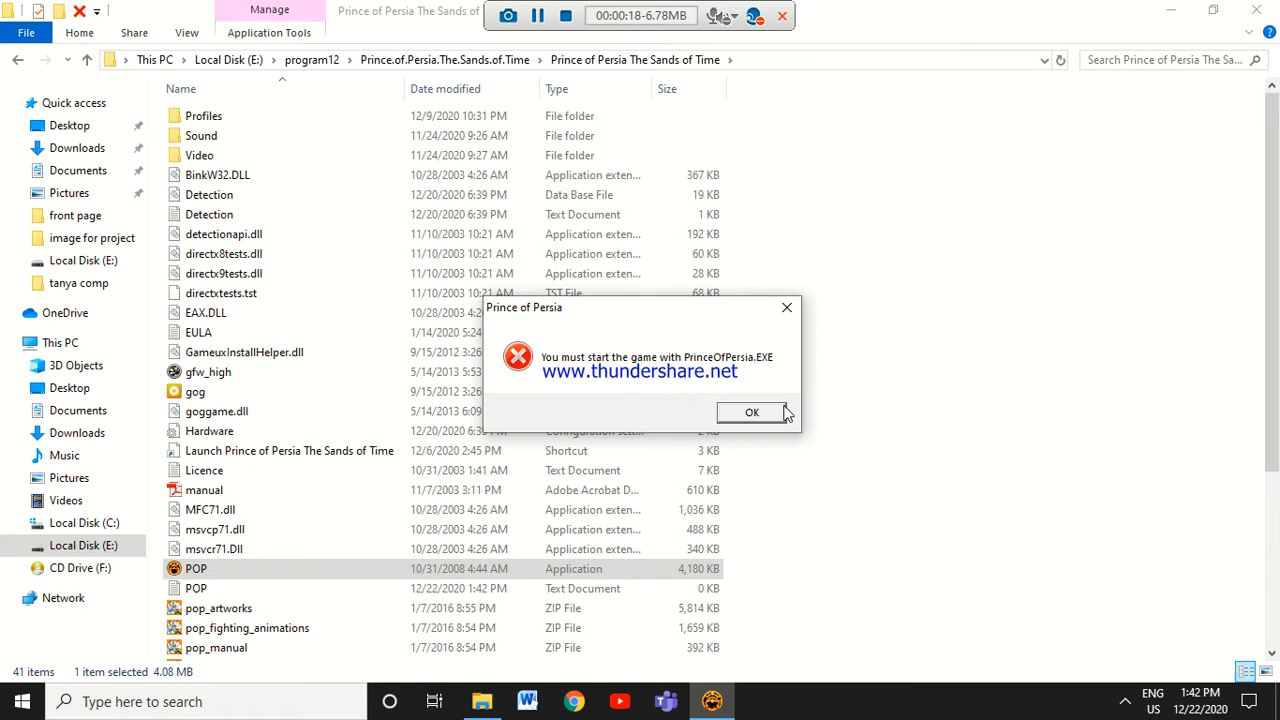 Manage
Prince of Persia The Sands of
00:00:18-6.78MB
File
Home
Share
View
Application Tools
This PC
Local Disk (E:)
program12
Prince.of.Persia.The.Sands.of.Time
Prince of Persia The Sands of Time
Search Prince of Persia The Sa...
Name
Date modified
Type
Size
Quick access
Desktop
Downloads
Documents
Pictures
front page
image for project
Local Disk (E:)
tanya comp
OneDrive
This PC
3D Objects
Desktop
Documents
Downloads
Music
Pictures
Videos
Local Disk (C:)
Local Disk (E:)
CD Drive (F:)
Network
Profiles 12/9/2020 10:31 PM File folder
Sound 11/24/2020 9:26 AM File folder
Video 11/24/2020 9:27 AM File folder
BinkW32.DLL 10/28/2003 4:26 AM Application exten... 367 KB
Detection 12/20/2020 6:39 PM Data Base File 19 KB
Detection 12/20/2020 6:39 PM Text Document 1 KB
detectionapi.dll 11/10/2003 10:21 AM Application exten... 192 KB
directx8tests.dll 11/10/2003 10:21 AM Application exten... 60 KB
directx9tests.dll 11/10/2003 10:21 AM Application exten... 28 KB
directxtests.tst 11/10/2003 10:21 AM TST File 68 KB
EAX.DLL 10/28/2003 4:2
EULA 1/14/2020 5:24
GameuxInstallHelper.dll 9/15/2012 3:
gfw_high 5/14/2013 5:53
gog 9/15/2012 3:
goggame.dll 5/14/2013 6:09
Hardware 12/20/2020 6:39 PM Configuration sett... 2 KB
Launch Prince of Persia The Sands of Time 12/6/2020 2:45 PM Shortcut 3 KB
Licence 10/31/2003 1:41 AM Text Document 7 KB
manual 11/7/2003 3:11 PM Adobe Acrobat D... 610 KB
MFC71.dll 10/28/2003 4:26 AM Application exten... 1,036 KB
msvcp71.dll 10/28/2003 4:26 AM Application exten... 488 KB
msvcr71.Dll 10/28/2003 4:26 AM Application exten... 340 KB
POP 10/31/2008 4:44 AM Application 4,180 KB
POP 12/22/2020 1:42 PM Text Document 0 KB
pop_artworks 1/7/2016 8:55 PM ZIP File 5,814 KB
pop_fighting_animations 1/7/2016 8:54 PM ZIP File 1,659 KB
pop_manual 1/7/2016 8:54 PM ZIP File 392 KB
Prince of Persia
You must start the game with PrinceOfPersia.EXE
www.thundershare.net
OK
41 items
1 item selected 4.08 MB
Type here to search
ENG
US
1:42 PM
12/22/2020